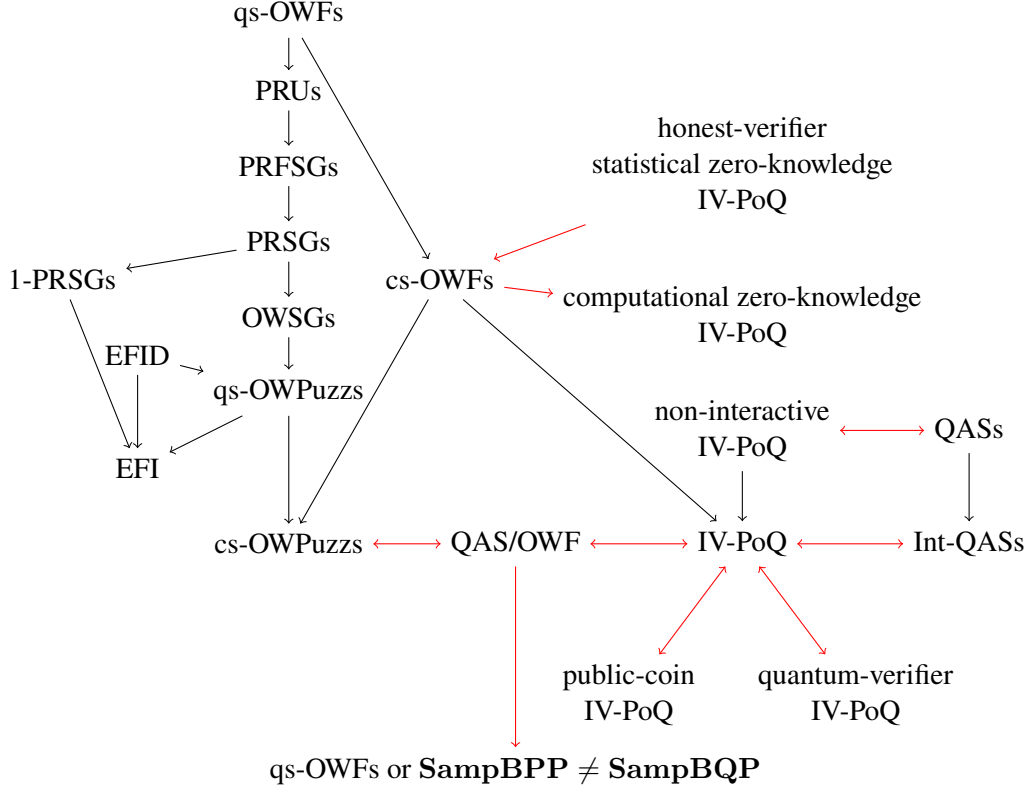 qs-OWFs
PRUs
honest-verifier
statistical zero-knowledge
IV-PoQ
PRFSGs
PRSGs
1-PRSGs
cs-OWFs
computational zero-knowledge
IV-PoQ
OWSGs
EFID
qs-OWPuzzs
non-interactive
IV-PoQ
QASs
EFI
cs-OWPuzzs
QAS/OWF
IV-PoQ
Int-QASs
public-coin
IV-PoQ
quantum-verifier
IV-PoQ
qs-OWFs or SampBPP ≠ SampBQP